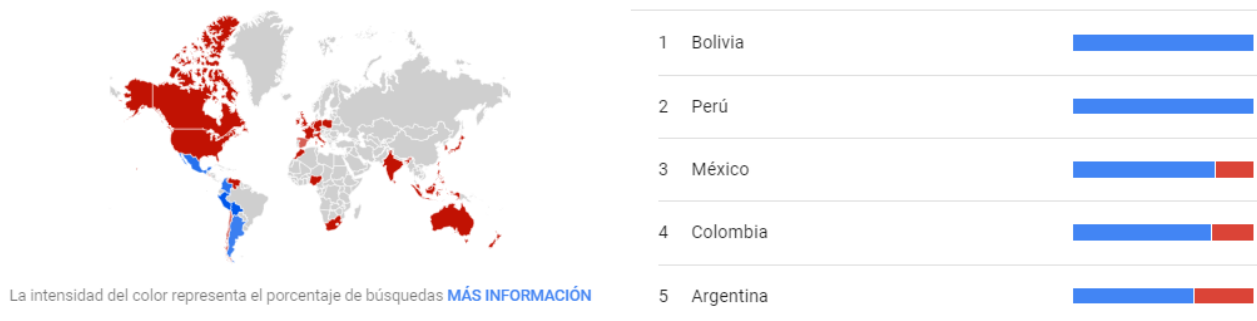 La intensidad del color representa el porcentaje de búsquedas MÁS INFORMACIÓN
1 Bolivia
2 Perú
3 México
4 Colombia
5 Argentina